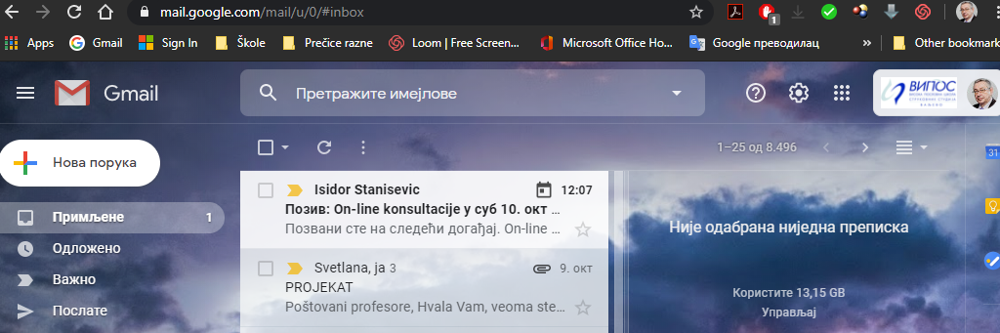 mail.google.com/mail/u/0/#inbox
1
Apps
Gmail
Sign In
Škole
Prečice razne
Loom | Free Screen...
Microsoft Office Ho...
Google преводилац
»
Other bookmark
Gmail
Претражите имејлове
ВИПОС
Нова порука
1–25 од 8.496
31
Примљене 1
Одложено
Важно
Послате
Isidor Stanisevic 12:07
Позив: On-line konsultacije у суб 10. окт ...
Позвани сте на следећи догађај. On-line ...
Svetlana, ja 3 9. окт
PROJEKAT
Poštovani profesore, Hvala Vam, veoma ste...
Није одабрана ниједна преписка
Користите 13,15 GB
Управљај